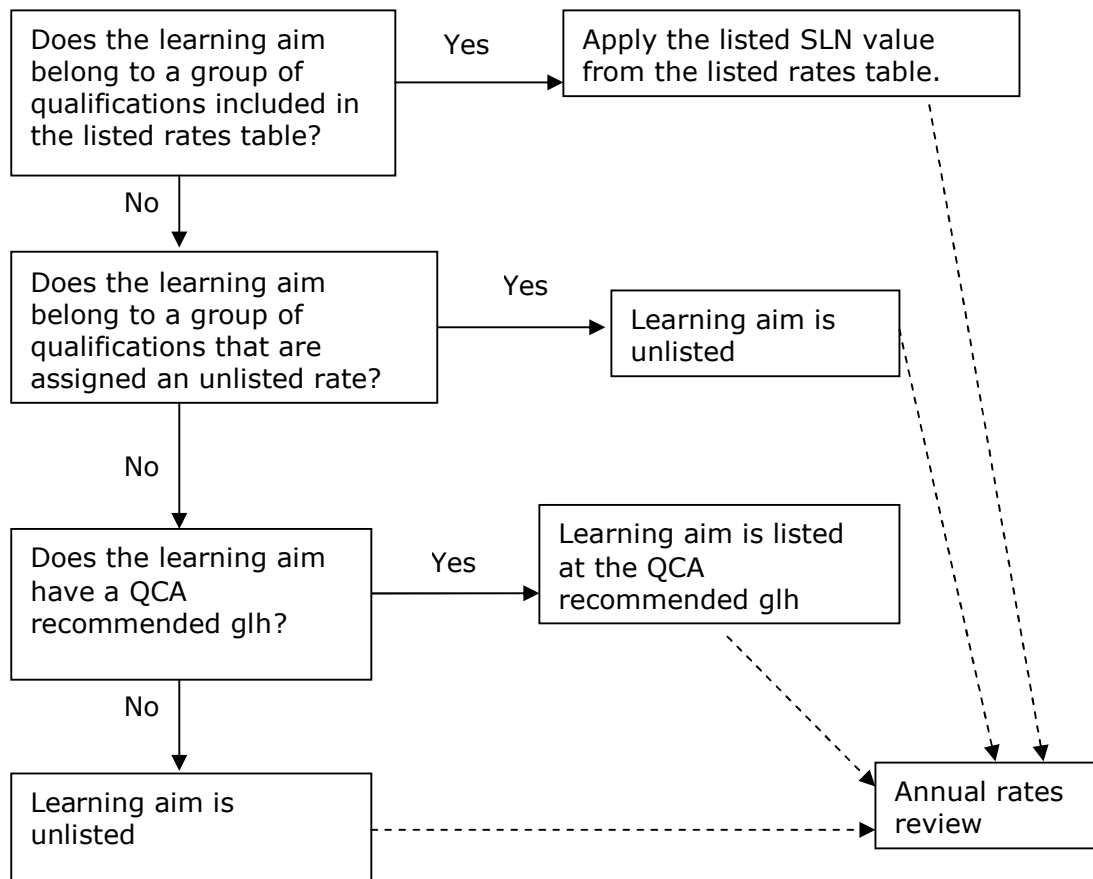 Does the learning aim
belong to a group of
qualifications included in
the listed rates table?
Yes
Apply the listed SLN value
from the listed rates table.
No
Does the learning aim
belong to a group of
qualifications that are
assigned an unlisted rate?
Yes
Learning aim is
unlisted
No
Does the learning aim
have a QCA
recommended glh?
Yes
Learning aim is listed
at the QCA
recommended glh
No
Learning aim is
unlisted
Annual rates
review